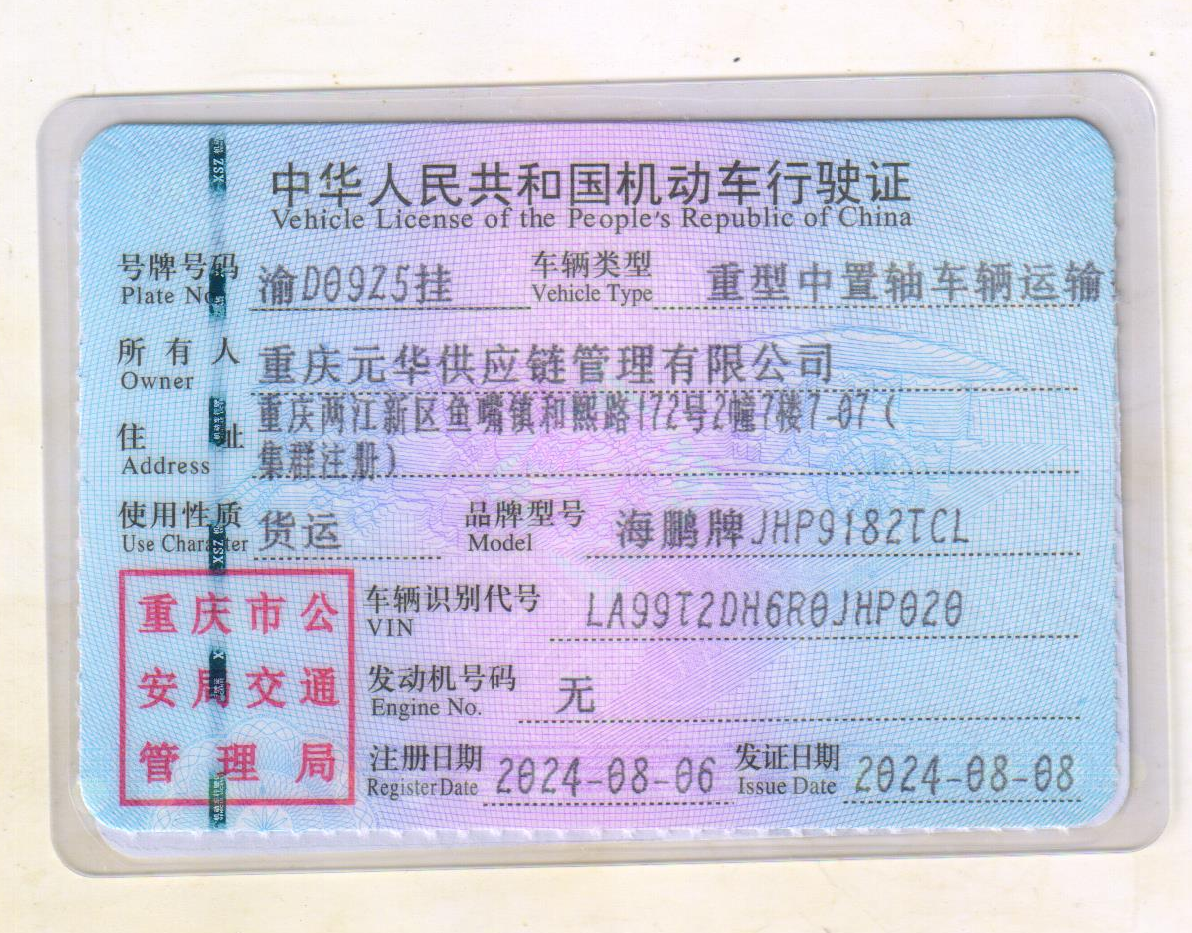 中华人民共和国机动车行驶证
Vehicle License of the People's Republic of China
号牌号码 渝D09Z5挂 车辆类型 重型中置轴车辆运输
Plate No. Vehicle Type
所有人 重庆元华供应链管理有限公司
Owner
重庆两江新区鱼嘴镇和熙路172号2幢7楼7-07(
住址
集群注册)
Address
使用性质 货运 品牌型号 海鹏牌JHP9182TCL
Use Character Model
重庆市公 车辆识别代号 LA99T2DH6R0JHP020
VIN
安局交通 发动机号码 无
Engine No.
管理局 注册日期 2024-08-06 发证日期 2024-08-08
Register Date Issue Date
XSZ
XSZ